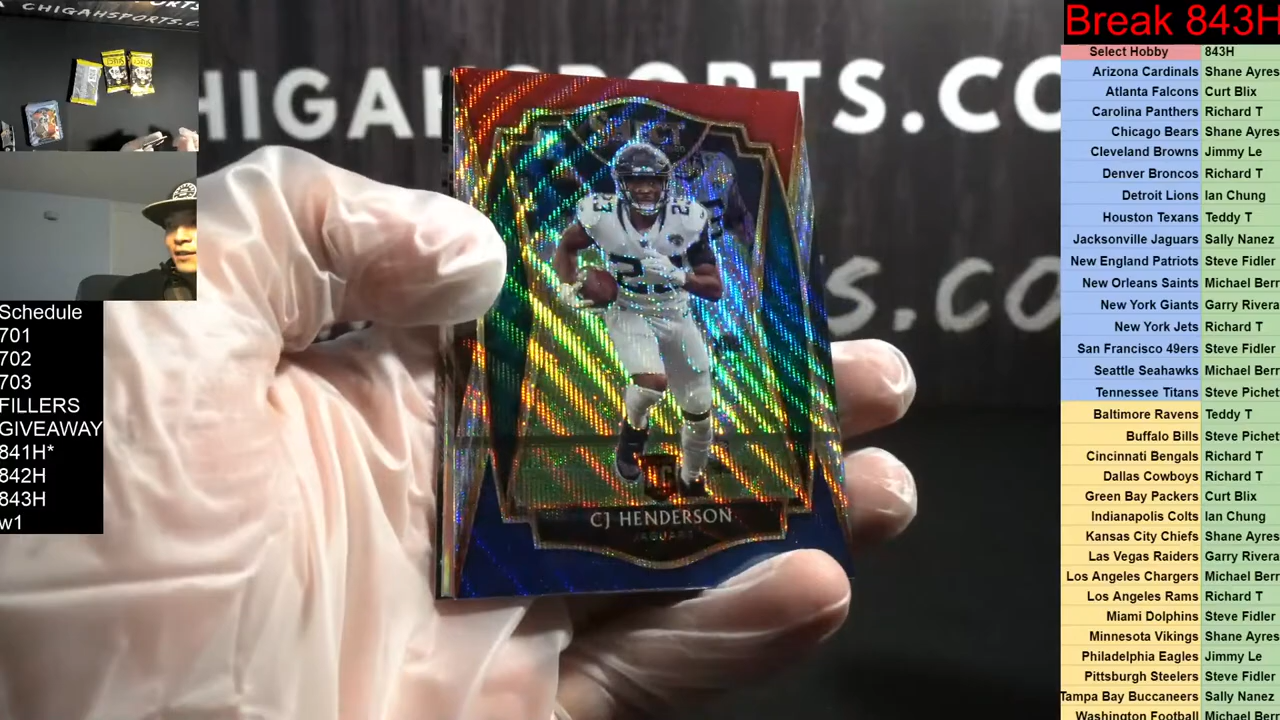 CHIGAHSPORTS.C
HIGAH
PORTS.CO
S.CO
SELECT
23 23
23
RC
CJ HENDERSON
JAGUARS
Schedule
701
702
703
FILLERS
GIVEAWAY
841H*
842H
843H
w1
Break 843H
Select Hobby 843H
Arizona Cardinals Shane Ayres
Atlanta Falcons Curt Blix
Carolina Panthers Richard T
Chicago Bears Shane Ayres
Cleveland Browns Jimmy Le
Denver Broncos Richard T
Detroit Lions Ian Chung
Houston Texans Teddy T
Jacksonville Jaguars Sally Nanez
New England Patriots Steve Fidler
New Orleans Saints Michael Berr
New York Giants Garry Rivera
New York Jets Richard T
San Francisco 49ers Steve Fidler
Seattle Seahawks Michael Berr
Tennessee Titans Steve Pichet
Baltimore Ravens Teddy T
Buffalo Bills Steve Pichet
Cincinnati Bengals Richard T
Dallas Cowboys Richard T
Green Bay Packers Curt Blix
Indianapolis Colts Ian Chung
Kansas City Chiefs Shane Ayres
Las Vegas Raiders Garry Rivera
Los Angeles Chargers Michael Berr
Los Angeles Rams Richard T
Miami Dolphins Steve Fidler
Minnesota Vikings Shane Ayres
Philadelphia Eagles Jimmy Le
Pittsburgh Steelers Steve Fidler
Tampa Bay Buccaneers Sally Nanez
Washington Football Michael Berr